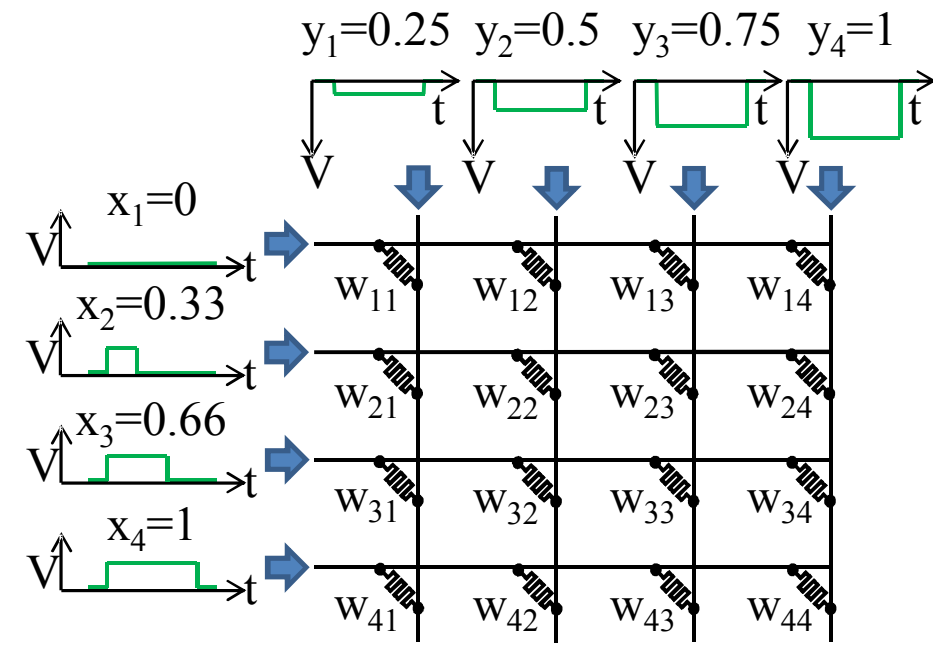 y₁=0.25 y₂=0.5 y₃=0.75 y₄=1
t t t t
V V V V
x₁=0
V t
w₁₁ w₁₂ w₁₃ w₁₄
x₂=0.33
V t
w₂₁ w₂₂ w₂₃ w₂₄
x₃=0.66
V t
w₃₁ w₃₂ w₃₃ w₃₄
x₄=1
V t
w₄₁ w₄₂ w₄₃ w₄₄